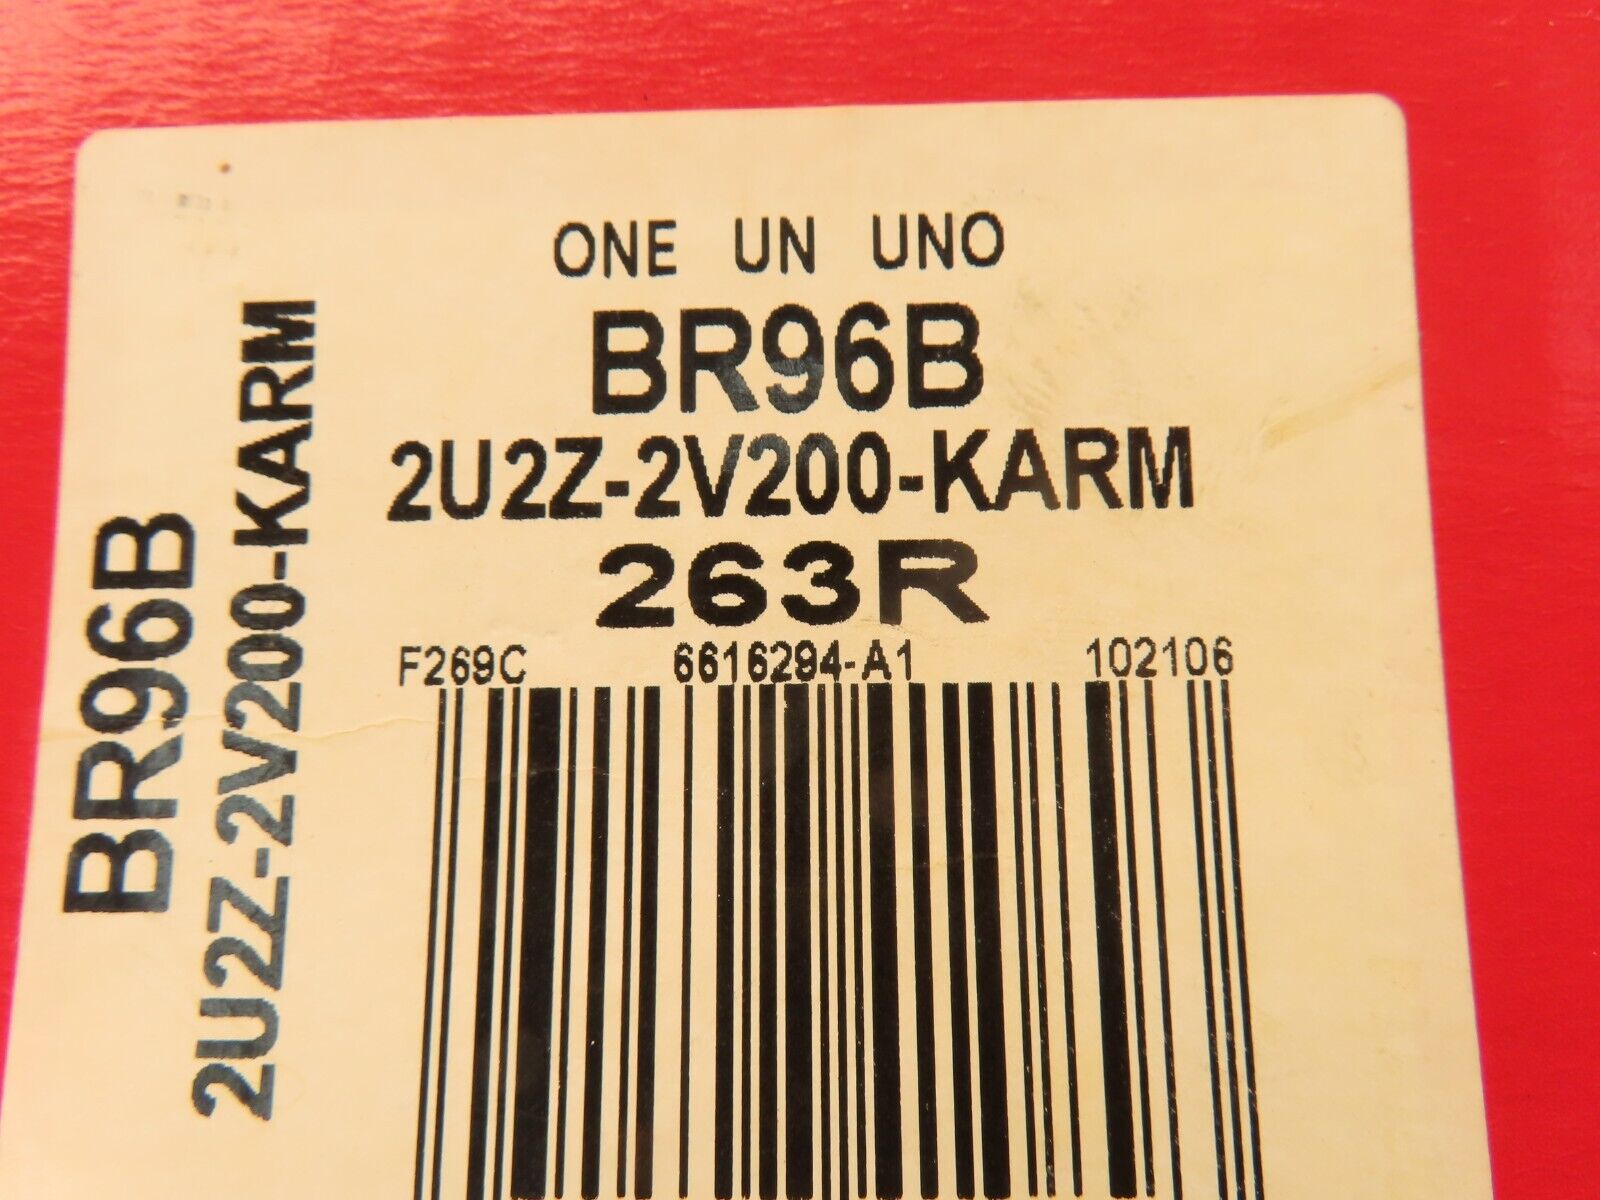 ONE UN UNO
BR96B
2U2Z-2V200-KARM
263R
F269C 6616294-A1 102106
BR96B
2U2Z-2V200-KARM